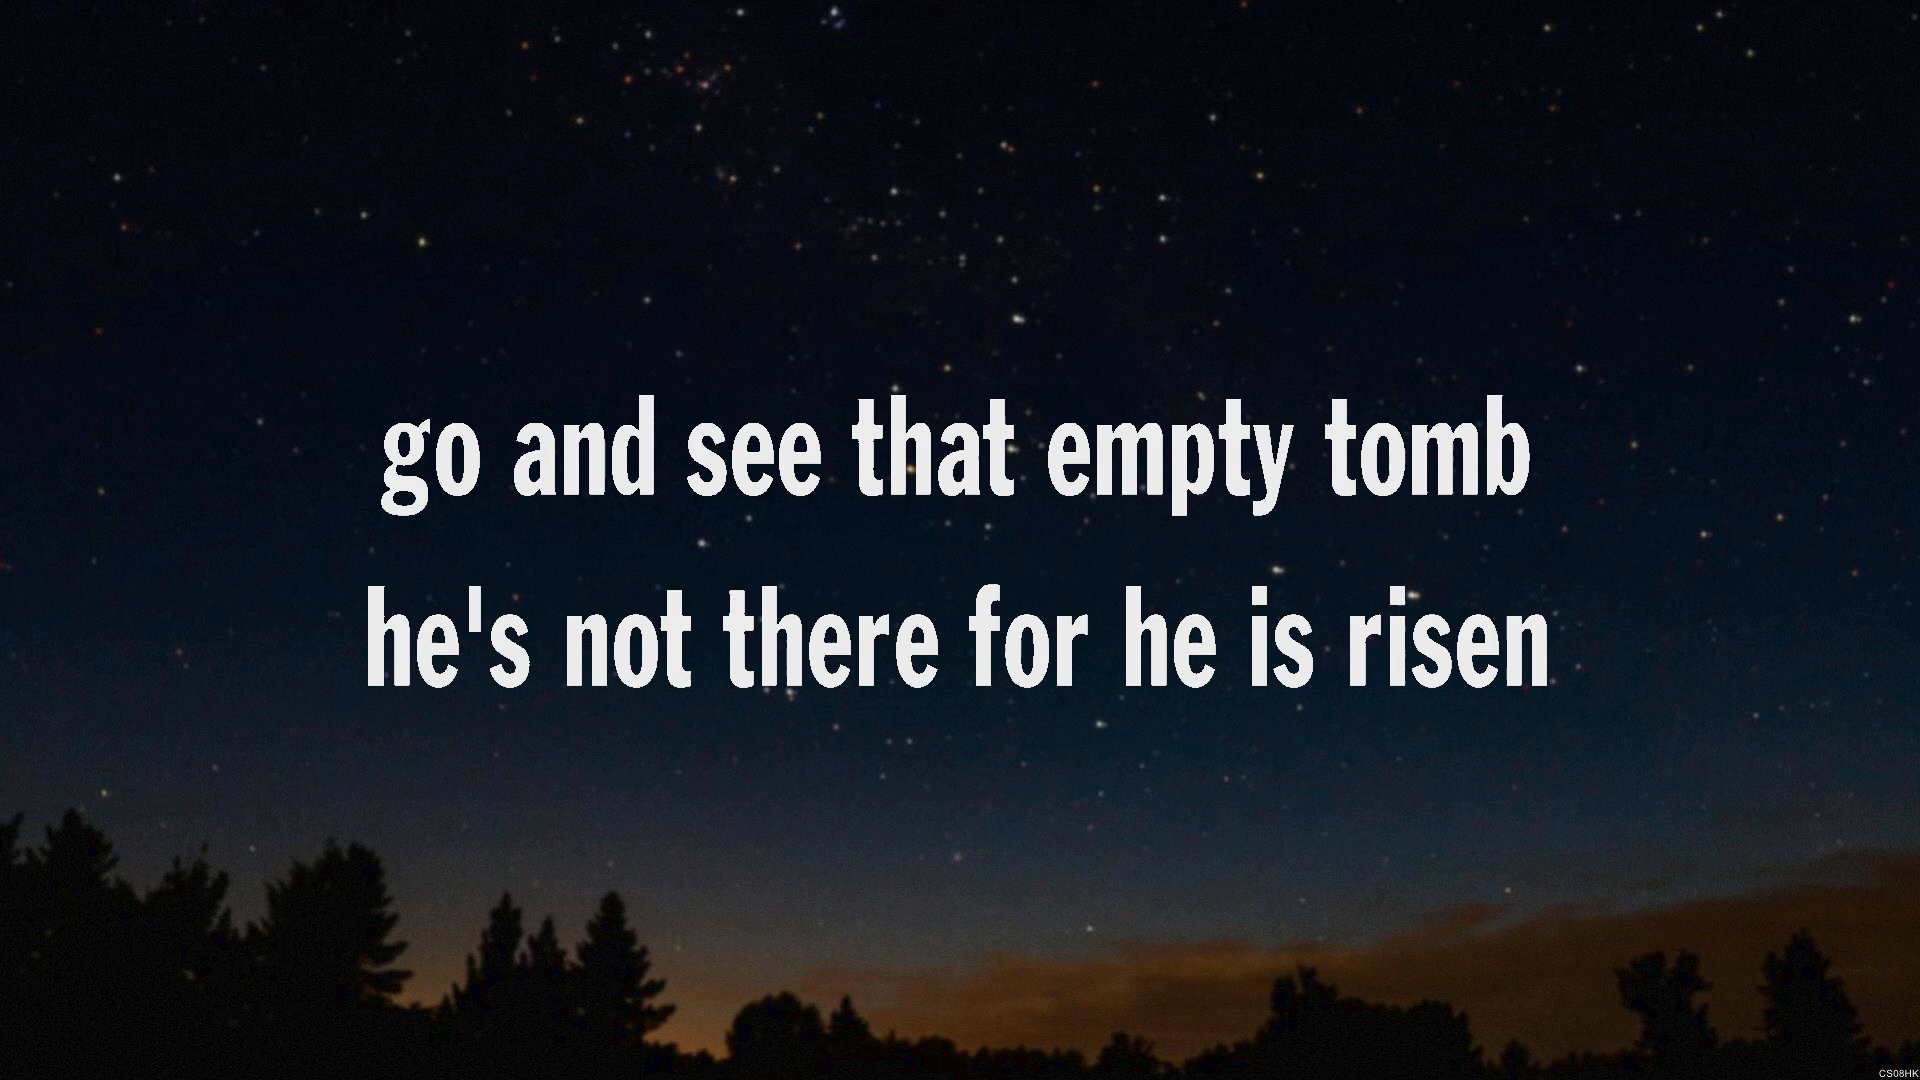 go and see that empty tomb
he's not there for he is risen
CS08HK